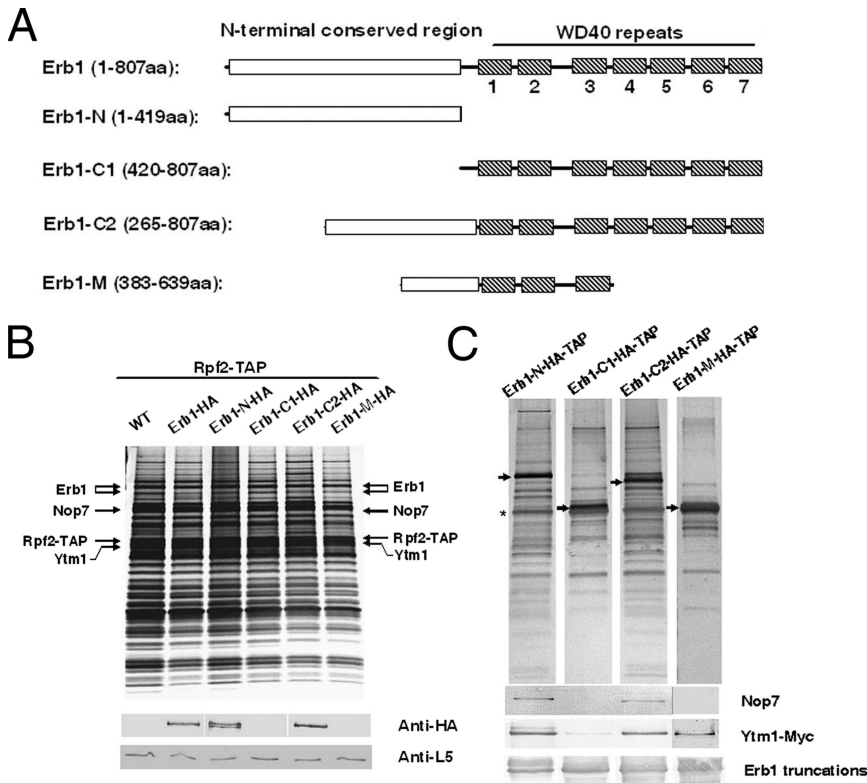 A
N-terminal conserved region
WD40 repeats
Erb1 (1-807aa):
1 2 3 4 5 6 7
Erb1-N (1-419aa):
Erb1-C1 (420-807aa):
Erb1-C2 (265-807aa):
Erb1-M (383-639aa):
B
Rpf2-TAP
WT
Erb1-HA
Erb1-N-HA
Erb1-C1-HA
Erb1-C2-HA
Erb1-M-HA
Erb1
Erb1
Nop7
Nop7
Rpf2-TAP
Rpf2-TAP
Ytm1
Ytm1
Anti-HA
Anti-L5
C
Erb1-N-HA-TAP
Erb1-C1-HA-TAP
Erb1-C2-HA-TAP
Erb1-M-HA-TAP
*
Nop7
Ytm1-Myc
Erb1 truncations